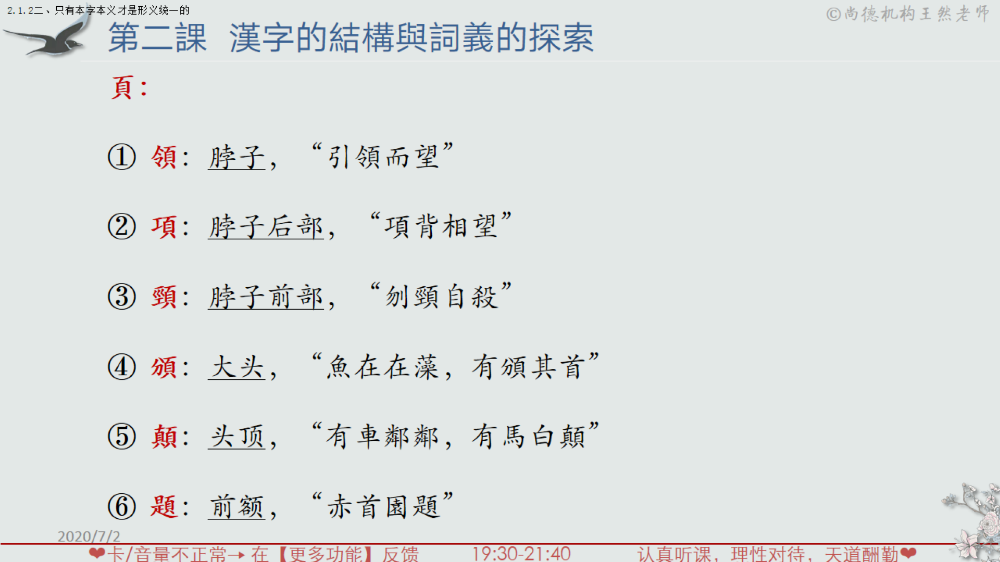 2.1.2二、只有本字本义才是形义统一的
©尚德机构王然老师
第二課 漢字的結構與詞義的探索
頁：
① 領：脖子，“引領而望”
② 項：脖子后部，“項背相望”
③ 頸：脖子前部，“刎頸自殺”
④ 頒：大头，“魚在在藻，有頒其首”
⑤ 顛：头顶，“有車鄰鄰，有馬白顛”
⑥ 題：前额，“赤首圜題”
2020/7/2
❤卡/音量不正常→ 在【更多功能】反馈 19:30-21:40 认真听课，理性对待，天道酬勤❤